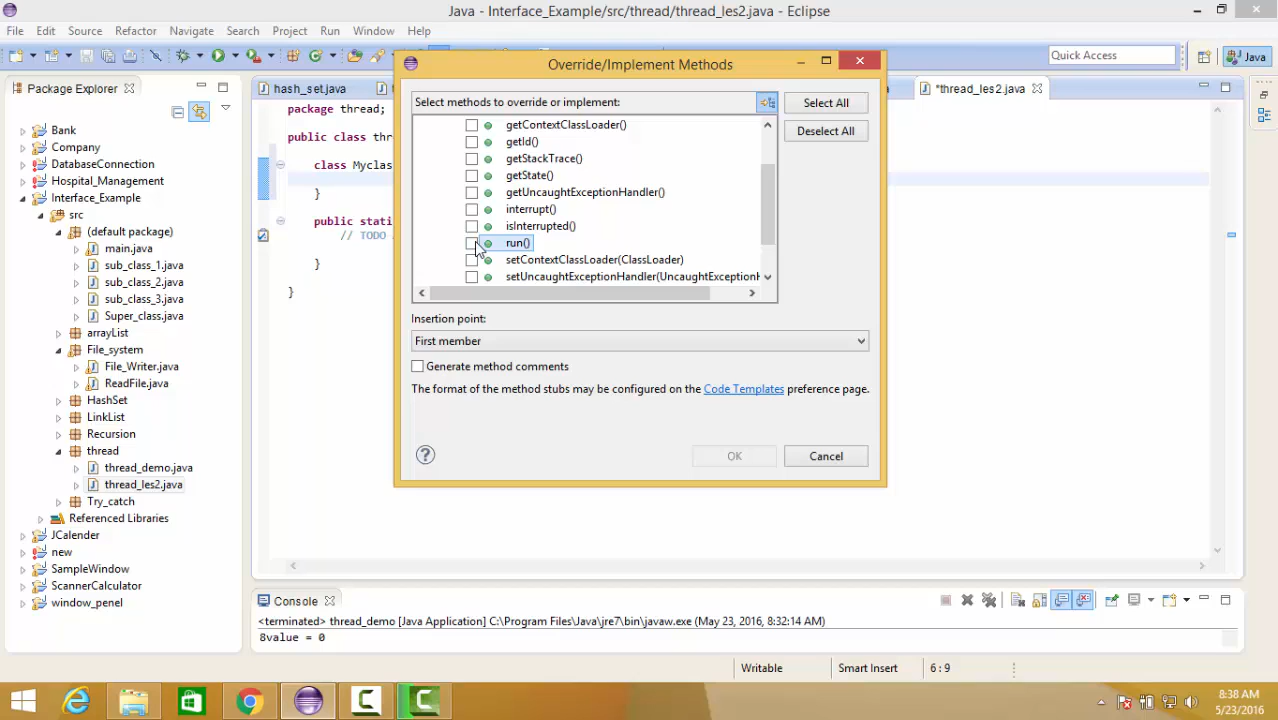 Java - Interface_Example/src/thread/thread_les2.java - Eclipse
File Edit Source Refactor Navigate Search Project Run Window Help
Quick Access
Java
Package Explorer
Bank
Company
DatabaseConnection
Hospital_Management
Interface_Example
src
(default package)
main.java
sub_class_1.java
sub_class_2.java
sub_class_3.java
Super_class.java
arrayList
File_system
File_Writer.java
ReadFile.java
HashSet
LinkList
Recursion
thread
thread_demo.java
thread_les2.java
Try_catch
Referenced Libraries
JCalender
new
SampleWindow
ScannerCalculator
window_penel
hash_set.java
*thread_les2.java
package thread;
public class thr
class Myclas
}
public stati
// TODO
}
}
Override/Implement Methods
Select methods to override or implement:
getContextClassLoader()
getId()
getStackTrace()
getState()
getUncaughtExceptionHandler()
interrupt()
isInterrupted()
run()
setContextClassLoader(ClassLoader)
setUncaughtExceptionHandler(UncaughtExceptionH
Select All
Deselect All
Insertion point:
First member
Generate method comments
The format of the method stubs may be configured on the Code Templates preference page.
OK
Cancel
Console
<terminated> thread_demo [Java Application] C:\Program Files\Java\jre7\bin\javaw.exe (May 23, 2016, 8:32:14 AM)
8value = 0
Writable
Smart Insert
6:9
8:38 AM
5/23/2016